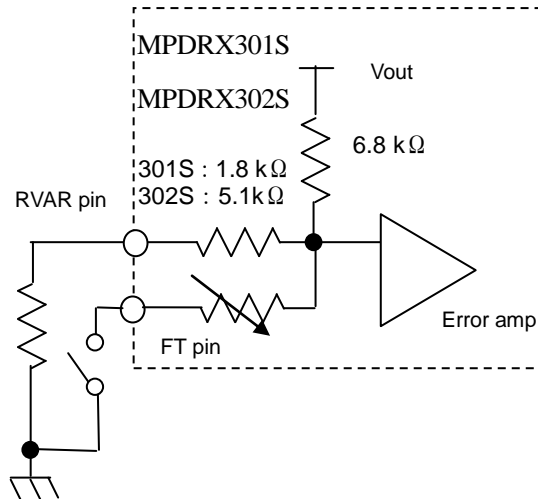 MPDRX301S
Vout
MPDRX302S
6.8 kΩ
301S : 1.8 kΩ
302S : 5.1kΩ
RVAR pin
Error amp
FT pin